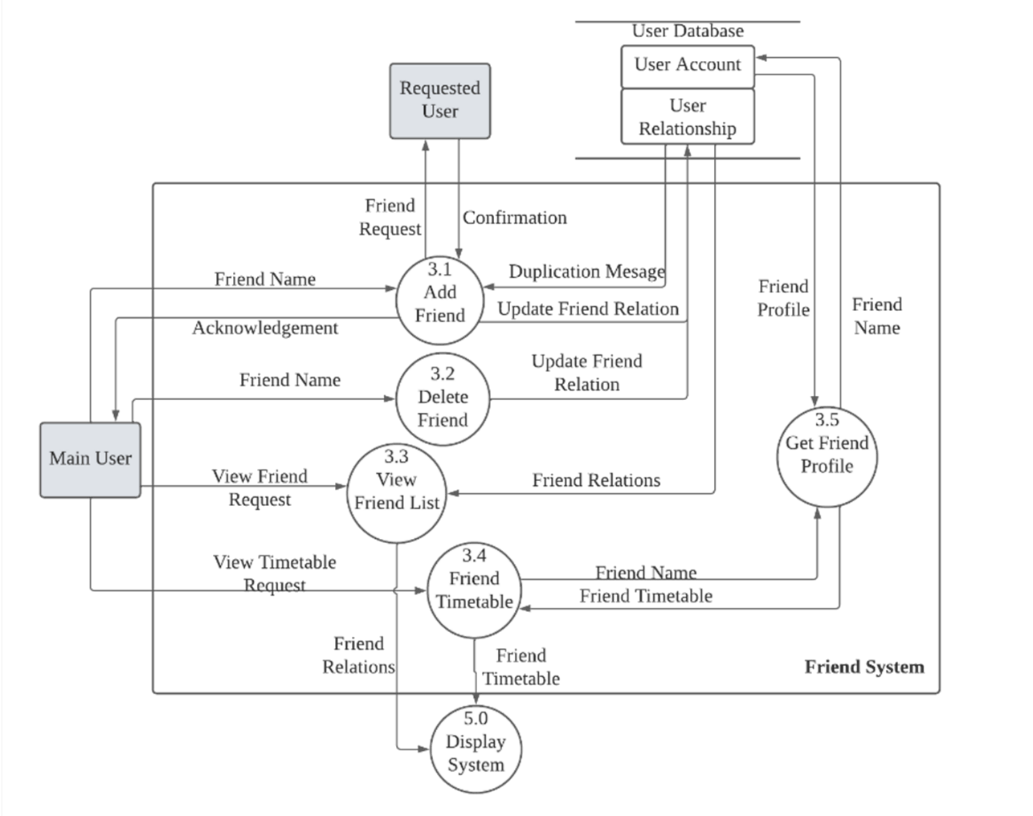 User Database
User Account
User
Relationship
Requested
User
Friend
Request
Confirmation
3.1
Add
Friend
Friend Name
Acknowledgement
Duplication Mesage
Update Friend Relation
Friend
Profile
Friend
Name
3.2
Delete
Friend
Friend Name
Update Friend
Relation
Main User
3.3
View
Friend List
View Friend
Request
Friend Relations
3.5
Get Friend
Profile
View Timetable
Request
3.4
Friend
Timetable
Friend Name
Friend Timetable
Friend
Relations
Friend
Timetable
Friend System
5.0
Display
System